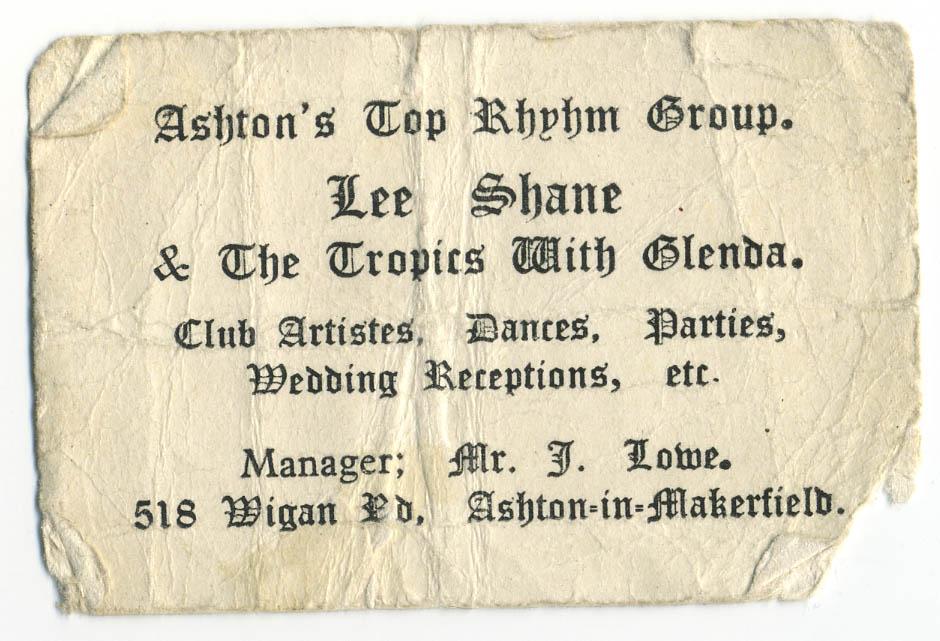 Ashton's Top Rhyhm Group.
Lee Shane
& The Tropics With Glenda.
Club Artistes, Dances, Parties,
Wedding Receptions, etc.
Manager; Mr. J. Lowe.
518 Wigan Rd, Ashton-in-Makerfield.